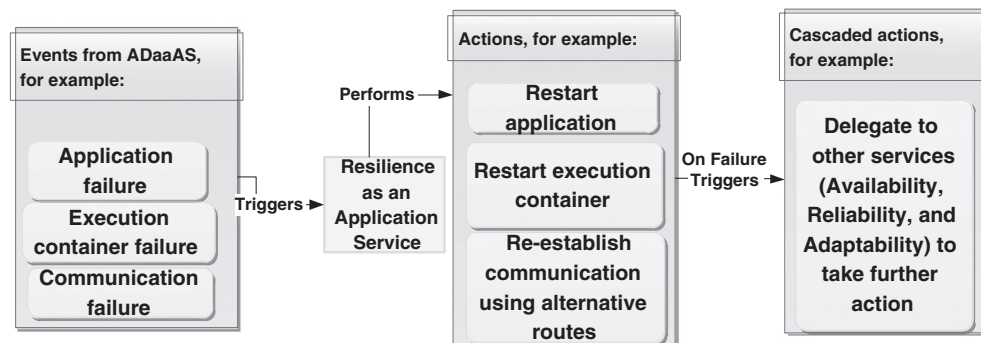 Events from ADaaAS,
for example:
Application
failure
Execution
container failure
Communication
failure
Triggers
Resilience
as an
Application
Service
Performs
Actions, for example:
Restart
application
Restart execution
container
Re-establish
communication
using alternative
routes
On Failure
Triggers
Cascaded actions,
for example:
Delegate to
other services
(Availability,
Reliability, and
Adaptability) to
take further
action